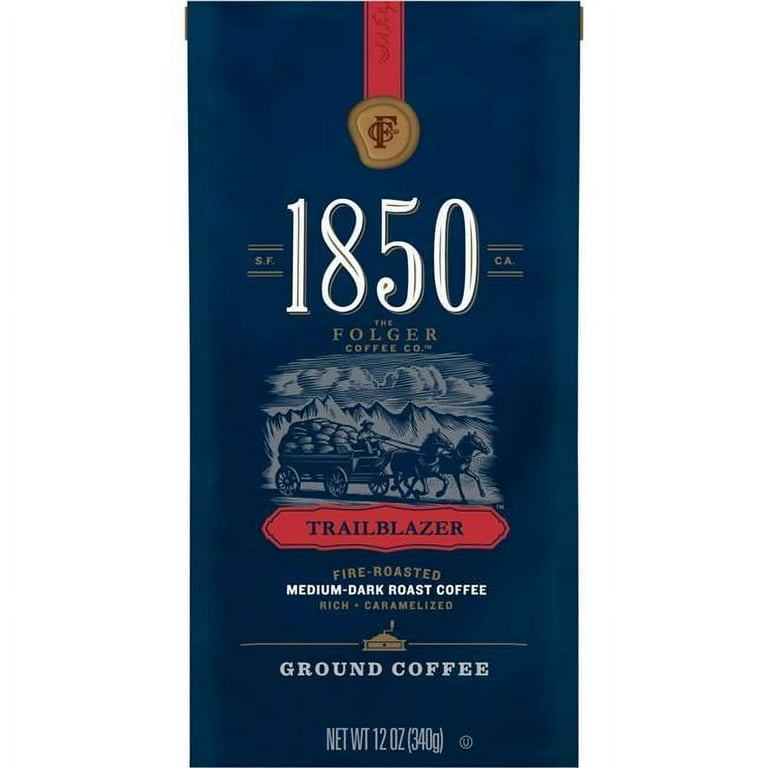 1850
S.F.
CA.
THE
FOLGER
COFFEE CO.™
™
TRAILBLAZER
FIRE-ROASTED
MEDIUM-DARK ROAST COFFEE
RICH • CARAMELIZED
GROUND COFFEE
NET WT 12 OZ (340g) Ⓤ